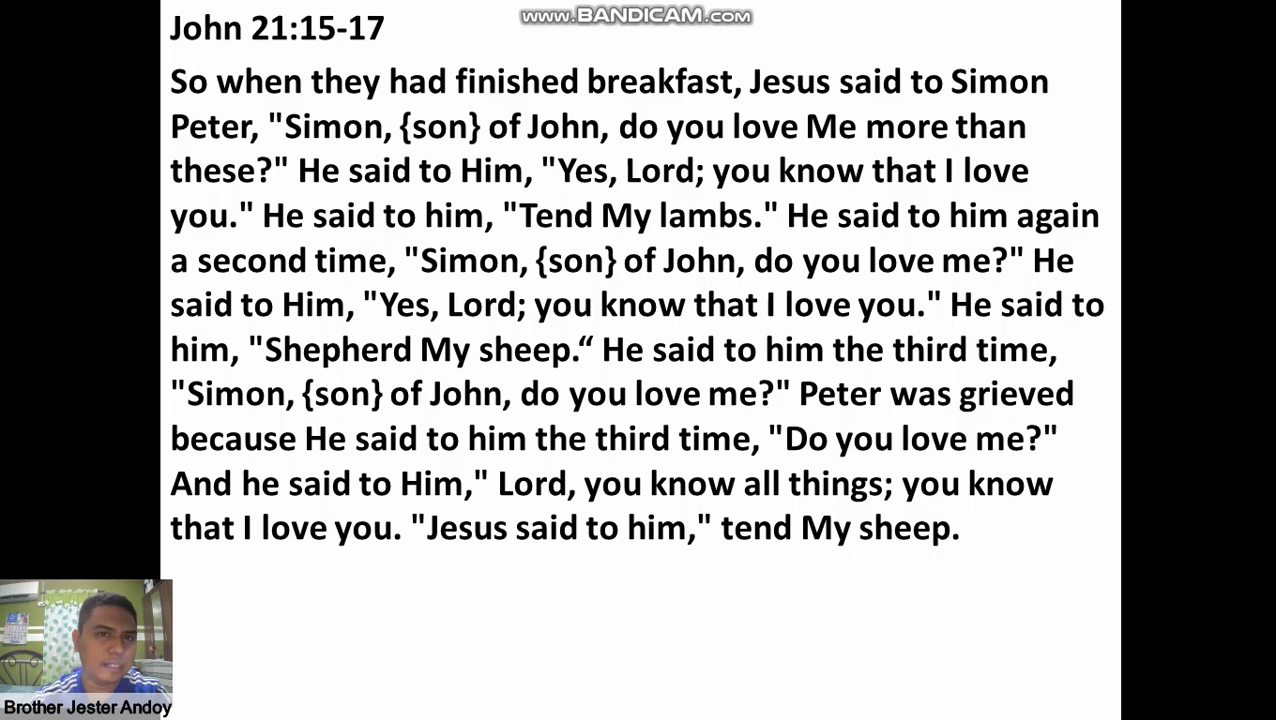 www.BANDICAM.com
John 21:15-17
So when they had finished breakfast, Jesus said to Simon
Peter, "Simon, {son} of John, do you love Me more than
these?" He said to Him, "Yes, Lord; you know that I love
you." He said to him, "Tend My lambs." He said to him again
a second time, "Simon, {son} of John, do you love me?" He
said to Him, "Yes, Lord; you know that I love you." He said to
him, "Shepherd My sheep.“ He said to him the third time,
"Simon, {son} of John, do you love me?" Peter was grieved
because He said to him the third time, "Do you love me?"
And he said to Him," Lord, you know all things; you know
that I love you. "Jesus said to him," tend My sheep.
Brother Jester Andoy